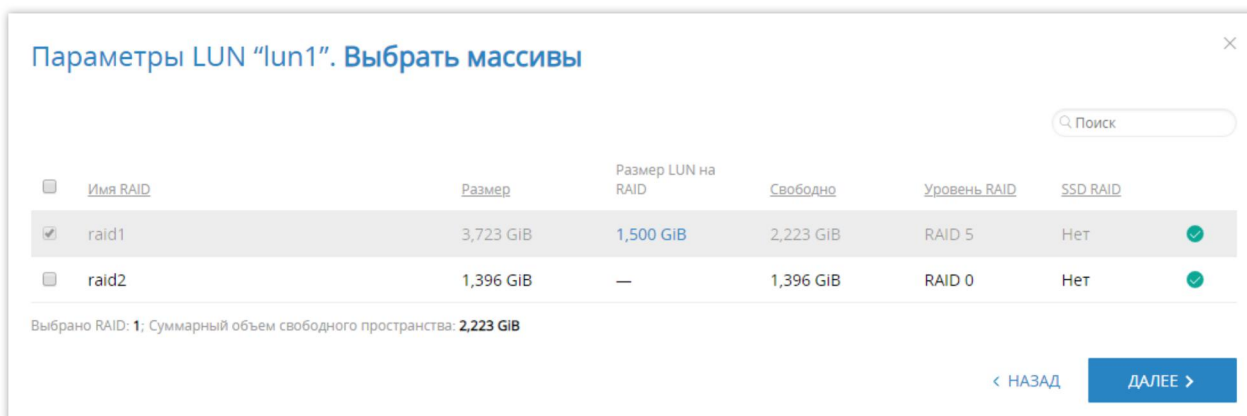 Параметры LUN “lun1”. Выбрать массивы
Поиск
Имя RAID Размер Размер LUN на RAID Свободно Уровень RAID SSD RAID
raid1 3,723 GiB 1,500 GiB 2,223 GiB RAID 5 Нет
raid2 1,396 GiB — 1,396 GiB RAID 0 Нет
Выбрано RAID: 1; Суммарный объем свободного пространства: 2,223 GiB
< НАЗАД ДАЛЕЕ >